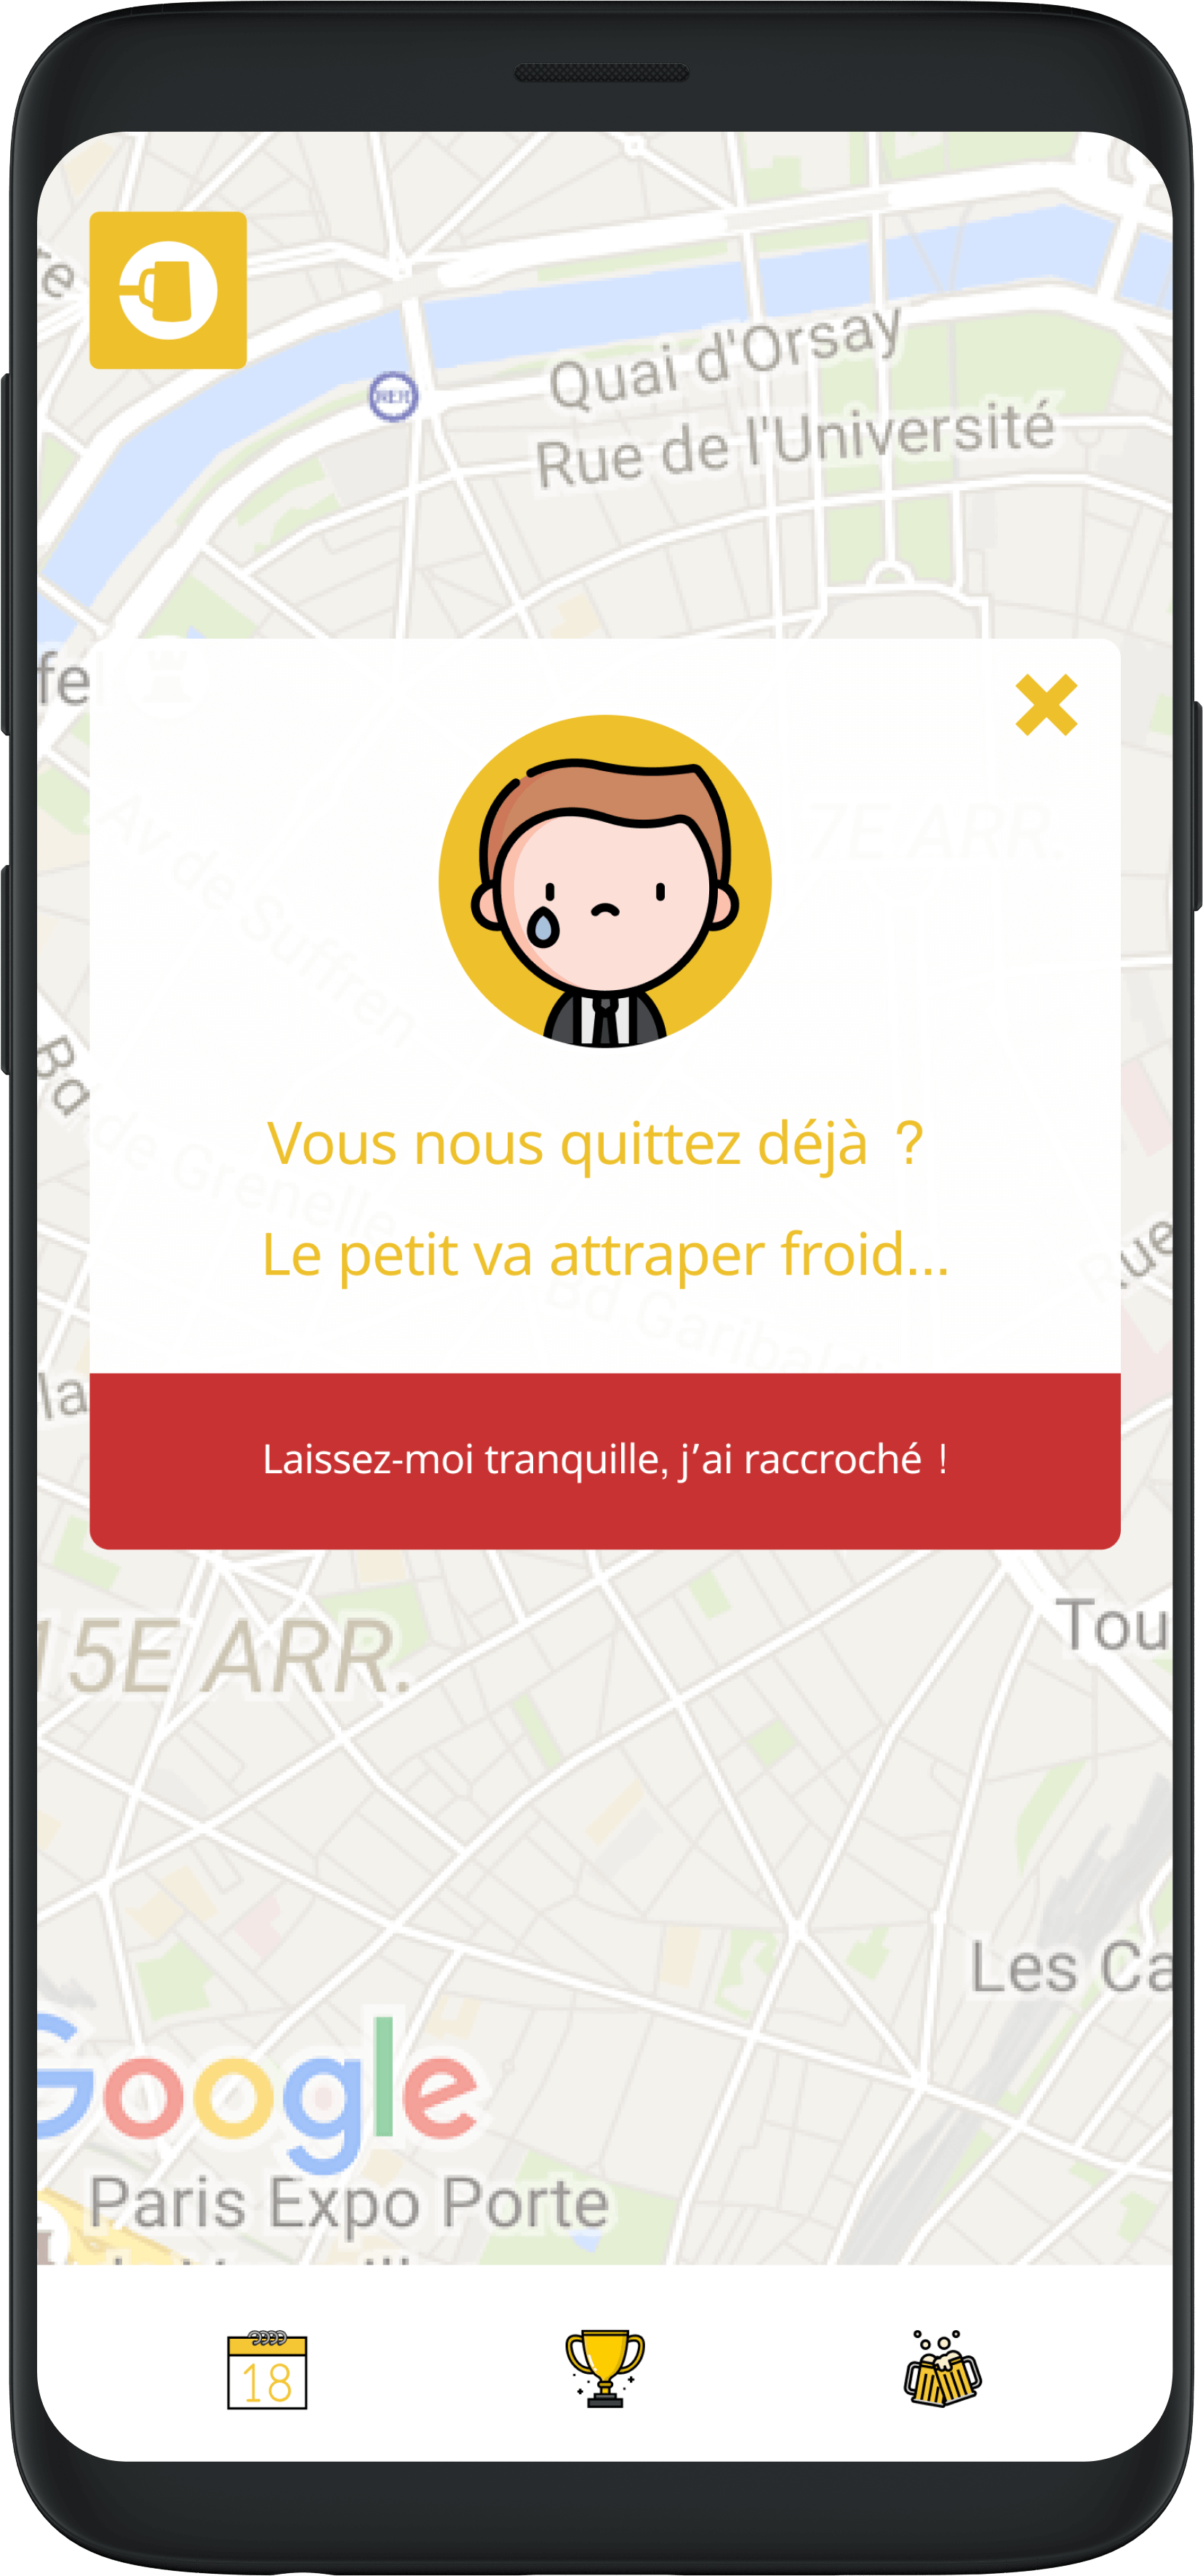 re
Quai d'Orsay
RER
Rue de l'Université
fel
7E ARR.
Av de Suffren
Bd de Grenelle
Vous nous quittez déjà ?
Rue
Le petit va attraper froid...
Bd Garibaldi
la
Laissez-moi tranquille, j’ai raccroché !
15E ARR.
Tou
Les Ca
Google
Paris Expo Porte
18